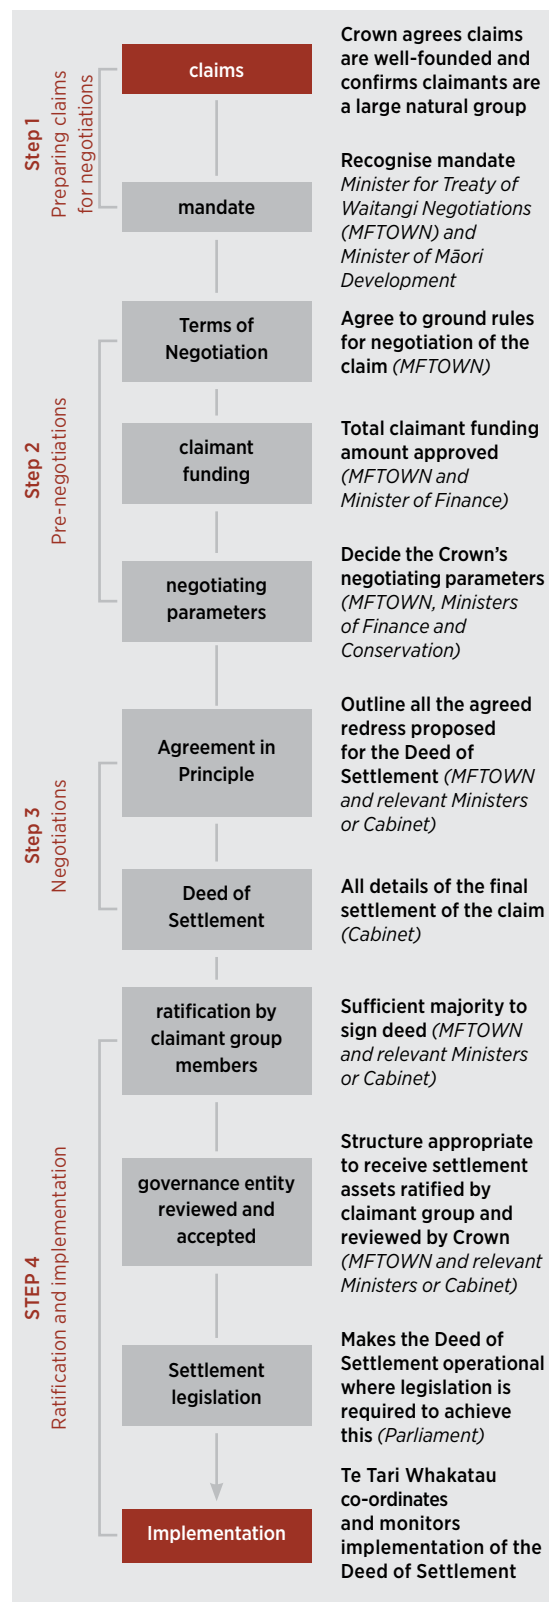 Step 1
Preparing claims
for negotiations
claims
Crown agrees claims
are well-founded and
confirms claimants are
a large natural group
mandate
Recognise mandate
Minister for Treaty of
Waitangi Negotiations
(MFTOWN) and
Minister of Māori
Development
Step 2
Pre-negotiations
Terms of
Negotiation
Agree to ground rules
for negotiation of the
claim (MFTOWN)
claimant
funding
Total claimant funding
amount approved
(MFTOWN and
Minister of Finance)
negotiating
parameters
Decide the Crown’s
negotiating parameters
(MFTOWN, Ministers
of Finance and
Conservation)
Step 3
Negotiations
Agreement in
Principle
Outline all the agreed
redress proposed
for the Deed of
Settlement (MFTOWN
and relevant Ministers
or Cabinet)
Deed of
Settlement
All details of the final
settlement of the claim
(Cabinet)
STEP 4
Ratification and implementation
ratification by
claimant group
members
Sufficient majority to
sign deed (MFTOWN
and relevant Ministers
or Cabinet)
governance entity
reviewed and
accepted
Structure appropriate
to receive settlement
assets ratified by
claimant group and
reviewed by Crown
(MFTOWN and relevant
Ministers or Cabinet)
Settlement
legislation
Makes the Deed of
Settlement operational
where legislation is
required to achieve
this (Parliament)
Implementation
Te Tari Whakatau
co-ordinates
and monitors
implementation of the
Deed of Settlement